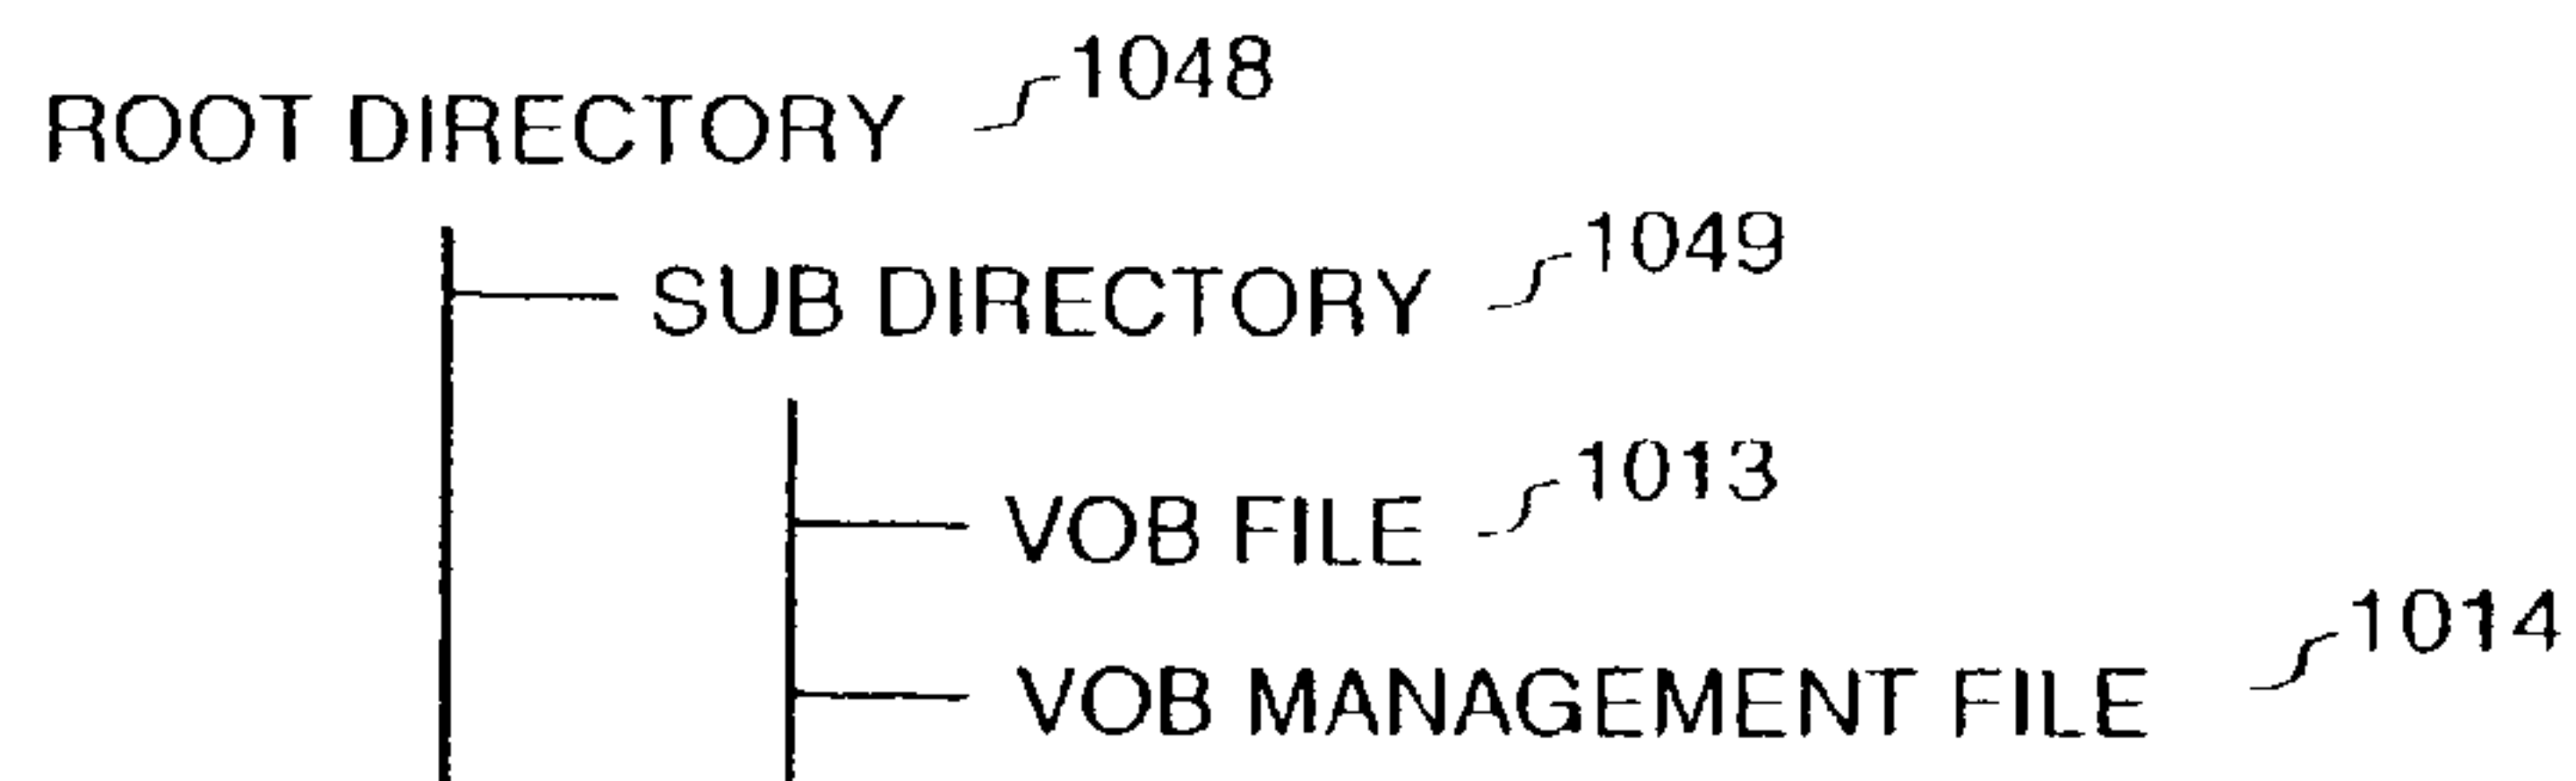 ROOT DIRECTORY 1048
SUB DIRECTORY 1049
VOB FILE 1013
VOB MANAGEMENT FILE 1014